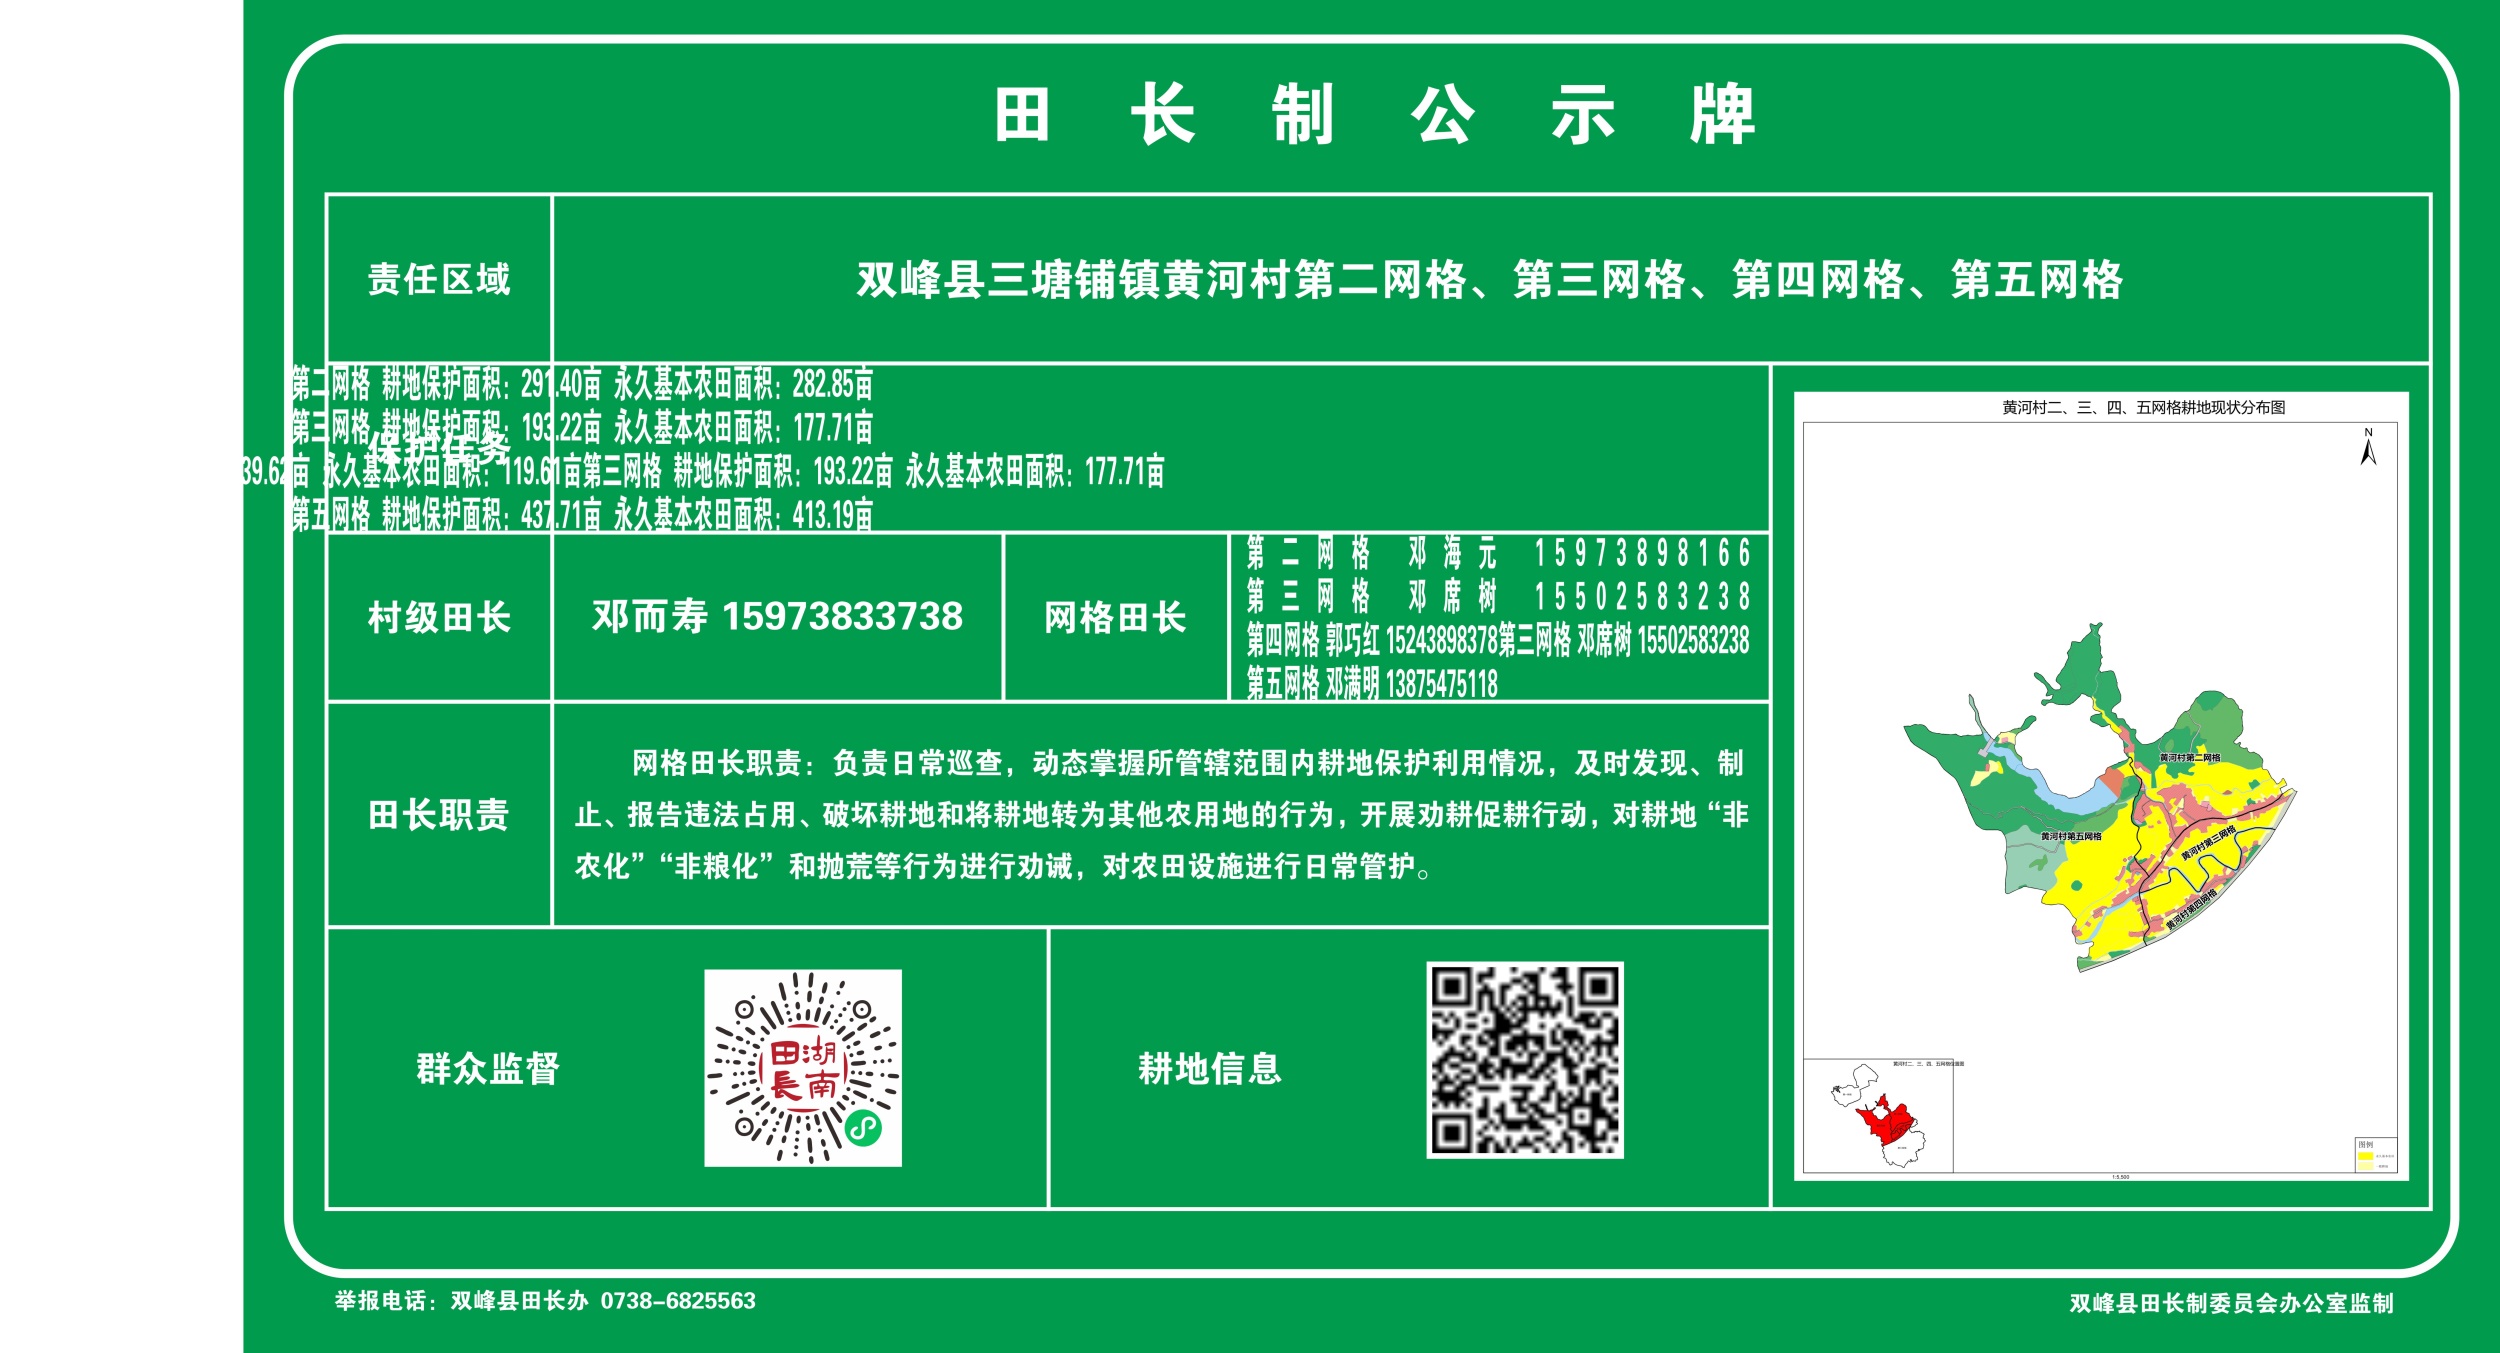 田 长 制 公 示 牌
责任区域
双峰县三塘铺镇黄河村第二网格、第三网格、第四网格、第五网格
保护任务
第二网格 耕地保护面积: 291.40亩 永久基本农田面积: 282.85亩
第三网格 耕地保护面积: 193.22亩 永久基本农田面积: 177.71亩
39.62亩 永久基本农田面积: 119.61亩第三网格 耕地保护面积: 193.22亩 永久基本农田面积: 177.71亩
第五网格 耕地保护面积: 437.71亩 永久基本农田面积: 413.19亩
村级田长
邓而寿 15973833738
网格田长
第 二 网 格 邓 海 元 1 5 9 7 3 8 9 8 1 6 6
第 三 网 格 邓 席 树 1 5 5 0 2 5 8 3 2 3 8
第四网格 郭巧红 15243898378第三网格 邓席树 15502583238
第五网格 邓满明 13875475118
田长职责
网格田长职责：负责日常巡查，动态掌握所管辖范围内耕地保护利用情况，及时发现、制
止、报告违法占用、破坏耕地和将耕地转为其他农用地的行为，开展劝耕促耕行动，对耕地“非
农化”“非粮化”和抛荒等行为进行劝诫，对农田设施进行日常管护。
群众监督
湖南田长
耕地信息
黄河村二、三、四、五网格耕地现状分布图
N
黄河村第二网格
黄河村第五网格
黄河村第三网格
黄河村第四网格
黄河村二、三、四、五网格位置图
图例
1:5,500
举报电话: 双峰县田长办 0738-6825563
双峰县田长制委员会办公室监制